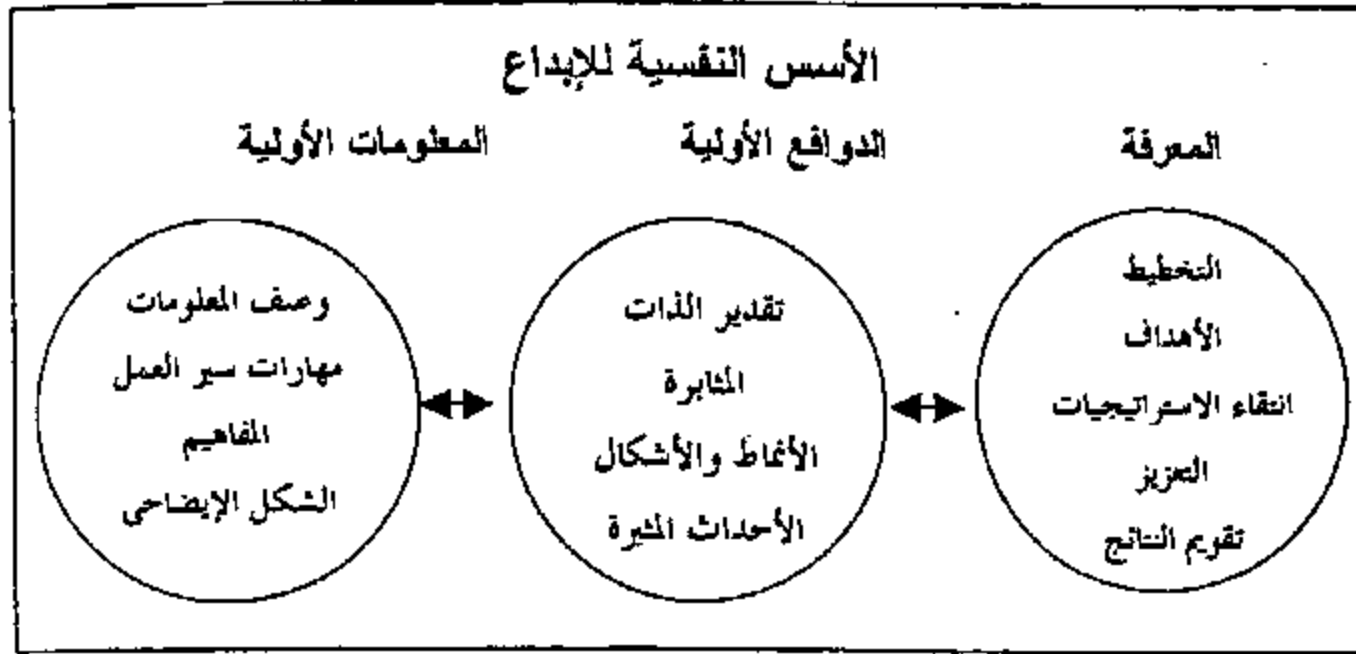 الأسس النفسية للإبداع
المعرفة
الدوافع الأولية
المعلومات الأولية
التخطيط
الأهداف
انتقاء الاستراتيجيات
التعزيز
تقويم النتائج
تقدير الذات
المثابرة
الأنماط والأشكال
الأحداث المثيرة
وصف المعلومات
مهارات سير العمل
المفاهيم
الشكل الإيضاحى